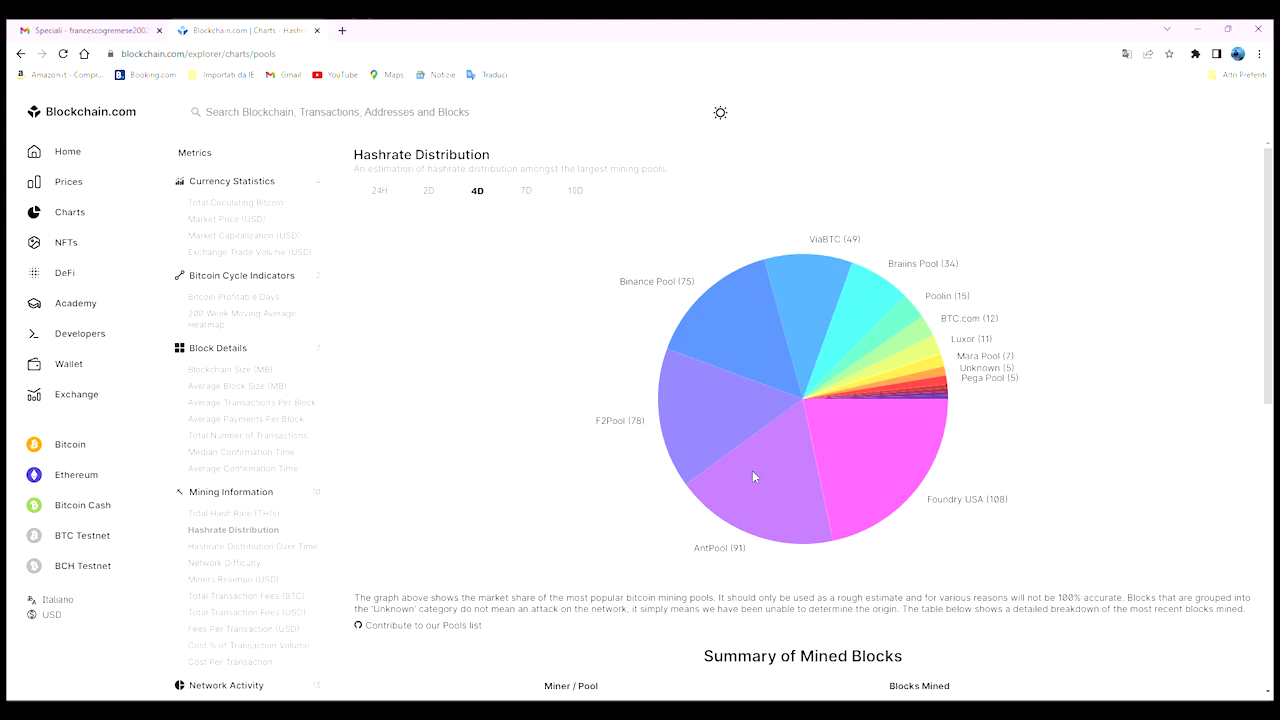 Speciali - francescogremese200
Blockchain.com | Charts - Hashr
blockchain.com/explorer/charts/pools
Amazon.it - Compr...
Booking.com
Importati da IE
Gmail
YouTube
Maps
Notizie
Traduci
Altri Preferiti
Blockchain.com
Search Blockchain, Transactions, Addresses and Blocks
Home
Prices
Charts
NFTs
DeFi
Academy
Developers
Wallet
Exchange
Bitcoin
Ethereum
Bitcoin Cash
BTC Testnet
BCH Testnet
Italiano
USD
Metrics
Currency Statistics 4
Total Circulating Bitcoin
Market Price (USD)
Market Capitalization (USD)
Exchange Trade Volume (USD)
Bitcoin Cycle Indicators 2
Bitcoin Profitable Days
200 Week Moving Average
Heatmap
Block Details 7
Blockchain Size (MB)
Average Block Size (MB)
Average Transactions Per Block
Average Payments Per Block
Total Number of Transactions
Median Confirmation Time
Average Confirmation Time
Mining Information 10
Total Hash Rate (TH/s)
Hashrate Distribution
Hashrate Distribution Over Time
Network Difficulty
Miners Revenue (USD)
Total Transaction Fees (BTC)
Total Transaction Fees (USD)
Fees Per Transaction (USD)
Cost % of Transaction Volume
Cost Per Transaction
Network Activity 13
Hashrate Distribution
An estimation of hashrate distribution amongst the largest mining pools.
24H 2D 4D 7D 10D
ViaBTC (49)
Braiins Pool (34)
Binance Pool (75)
Poolin (15)
BTC.com (12)
Luxor (11)
Mara Pool (7)
Unknown (5)
Pega Pool (5)
F2Pool (78)
Foundry USA (108)
AntPool (91)
The graph above shows the market share of the most popular bitcoin mining pools. It should only be used as a rough estimate and for various reasons will not be 100% accurate. Blocks that are grouped into
the 'Unknown' category do not mean an attack on the network, it simply means we have been unable to determine the origin. The table below shows a detailed breakdown of the most recent blocks mined.
Contribute to our Pools list
Summary of Mined Blocks
Miner / Pool Blocks Mined